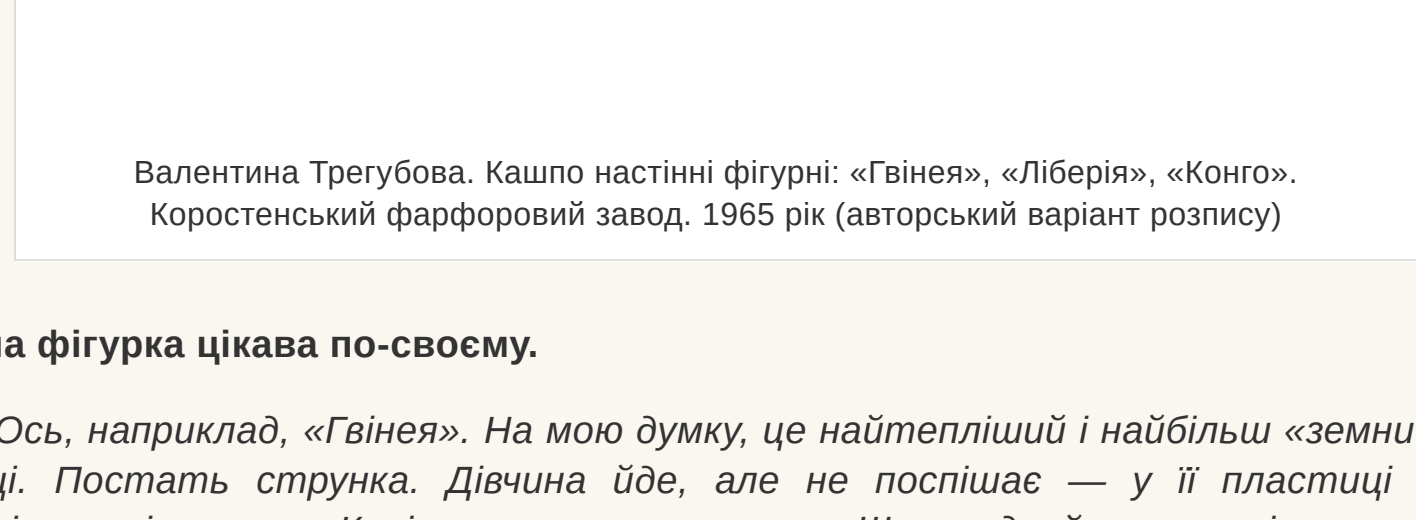 Валентина Трегубова. Кашпо настінні фігурні: «Гвінея», «Ліберія», «Конго».
Коростенський фарфоровий завод. 1965 рік (авторський варіант розпису)
фігурка цікава по-своєму.
Ось, наприклад, «Гвінея». На мою думку, це найтепліший і найбільш «земни
ці. Постать струнка. Дівчина йде, але не поспішає — у її пластиці